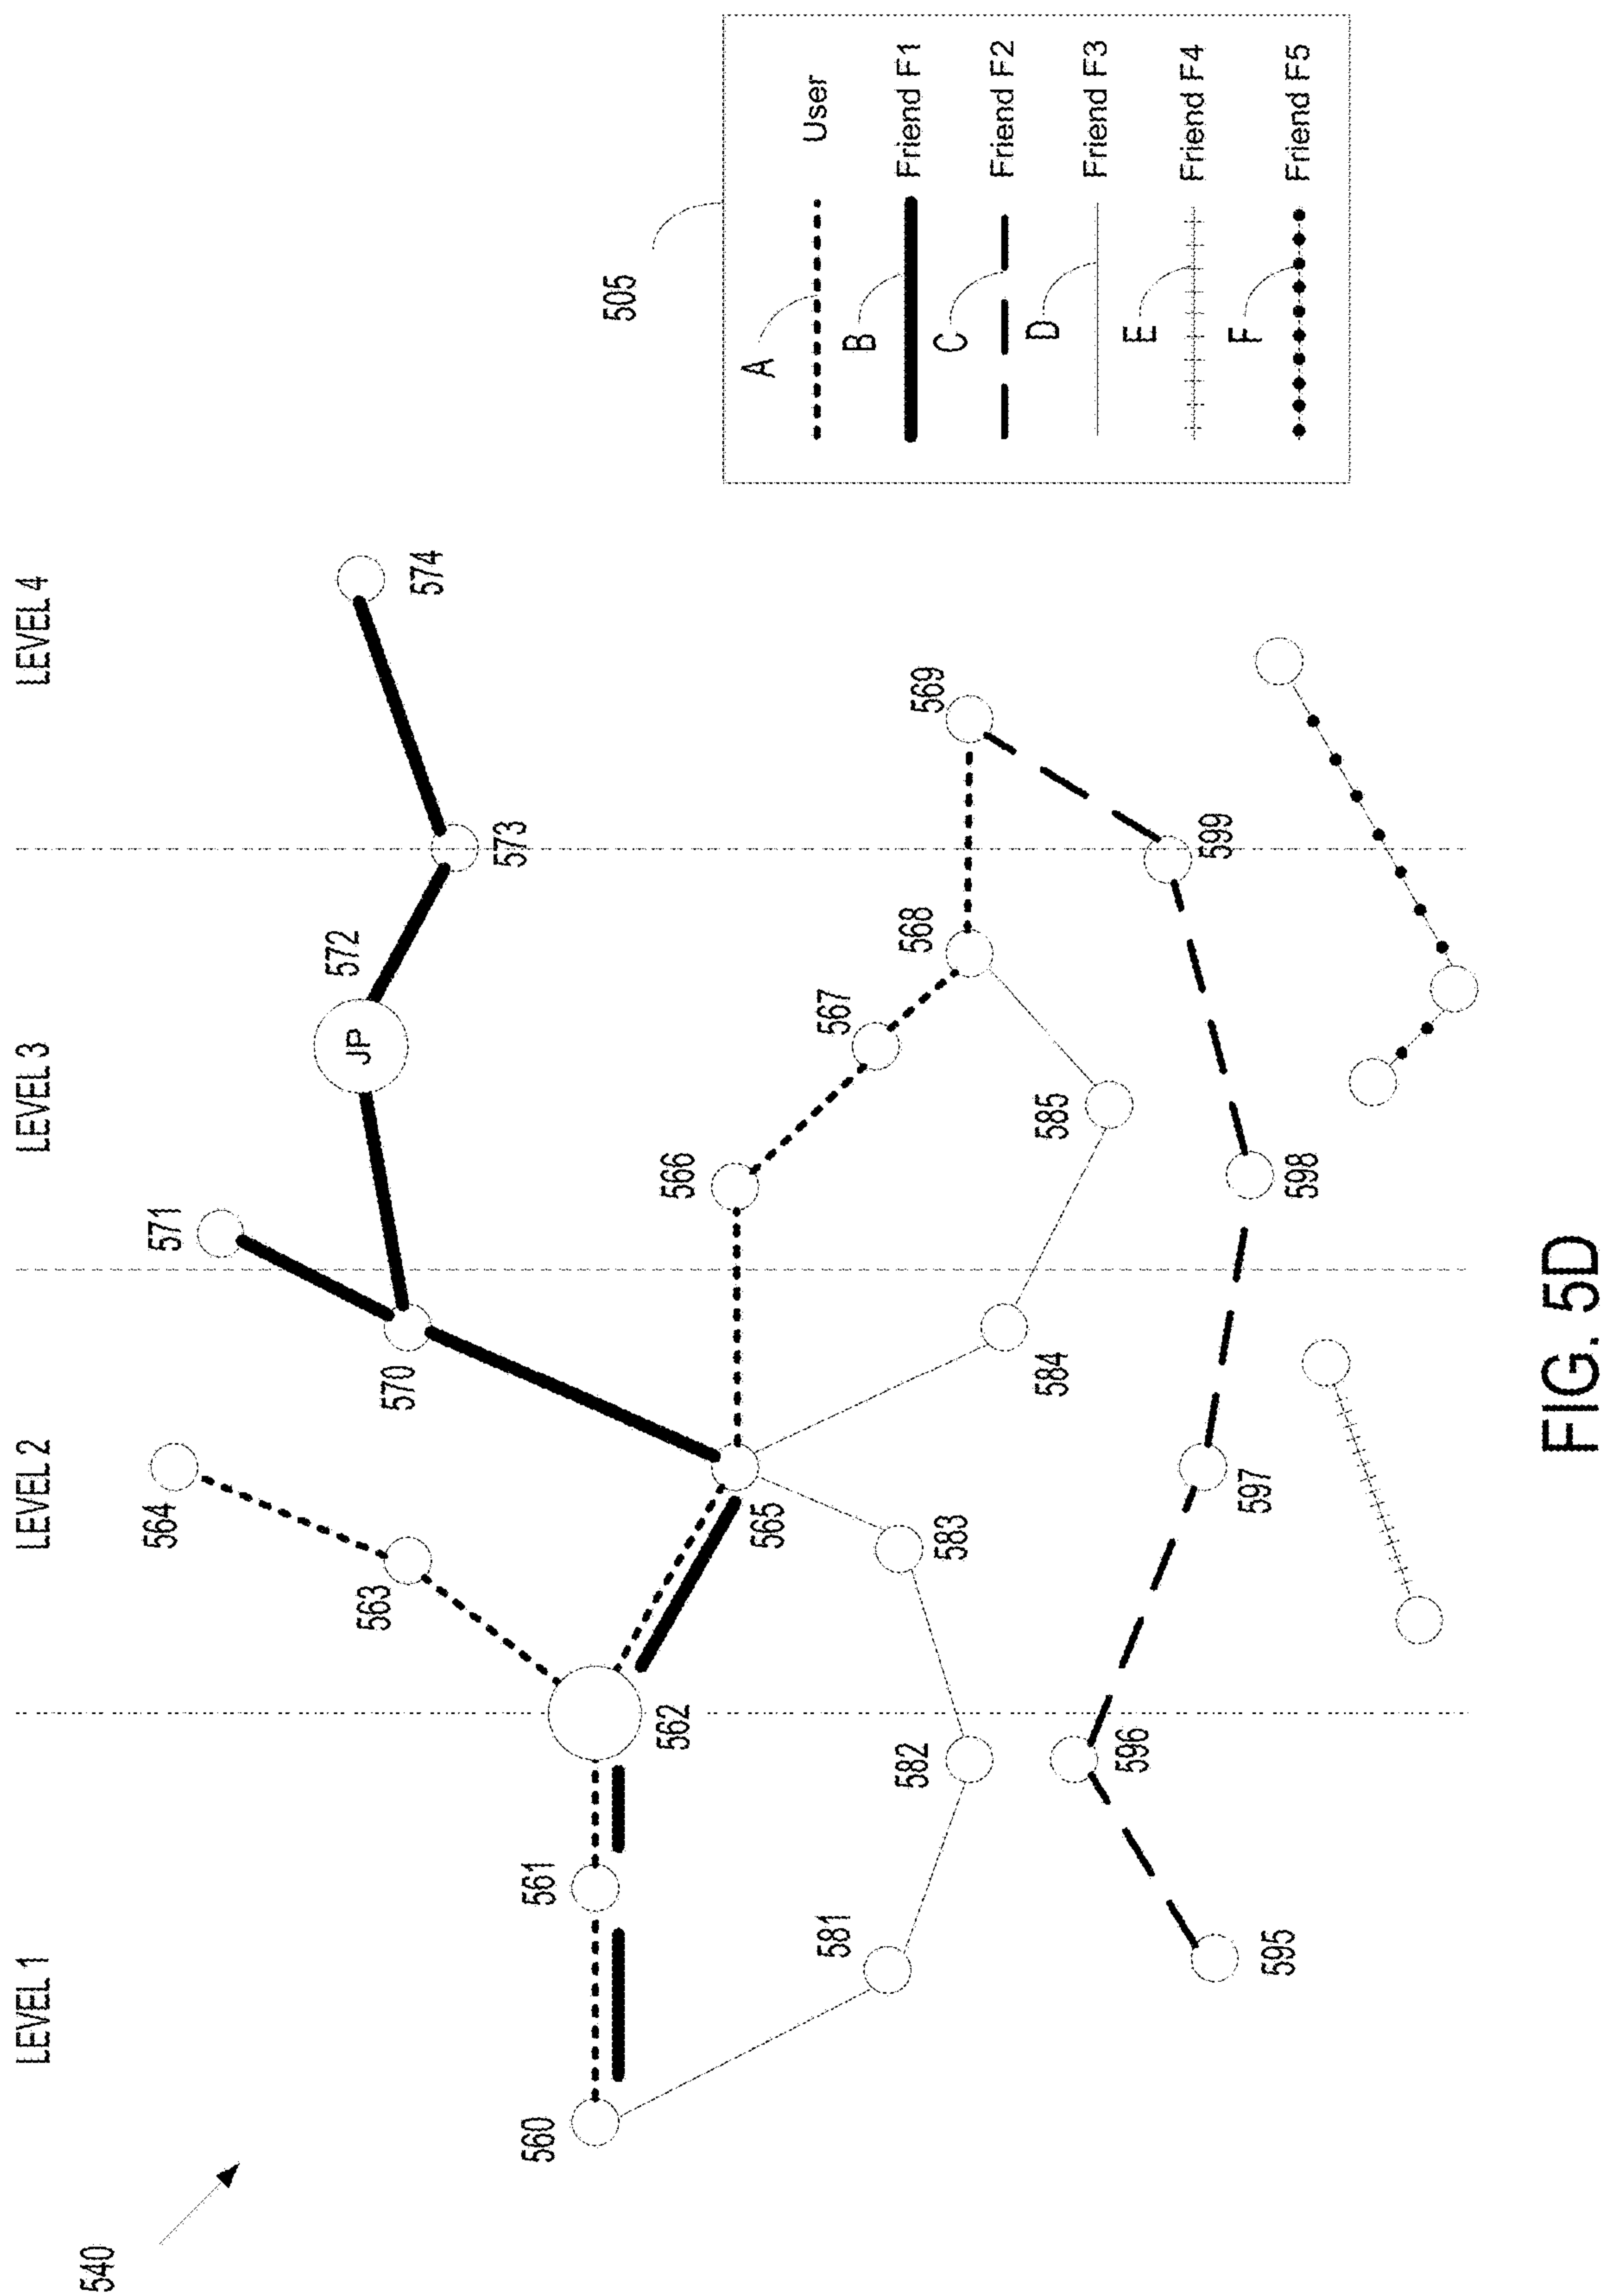 540
LEVEL 1
LEVEL 2
LEVEL 3
LEVEL 4
564
571
572
574
563
570
JP
573
560
561
562
565
566
567
568
569
581
582
583
584
585
595
596
597
598
599
505
A
User
B
Friend F1
C
Friend F2
D
Friend F3
E
Friend F4
F
Friend F5
FIG. 5D